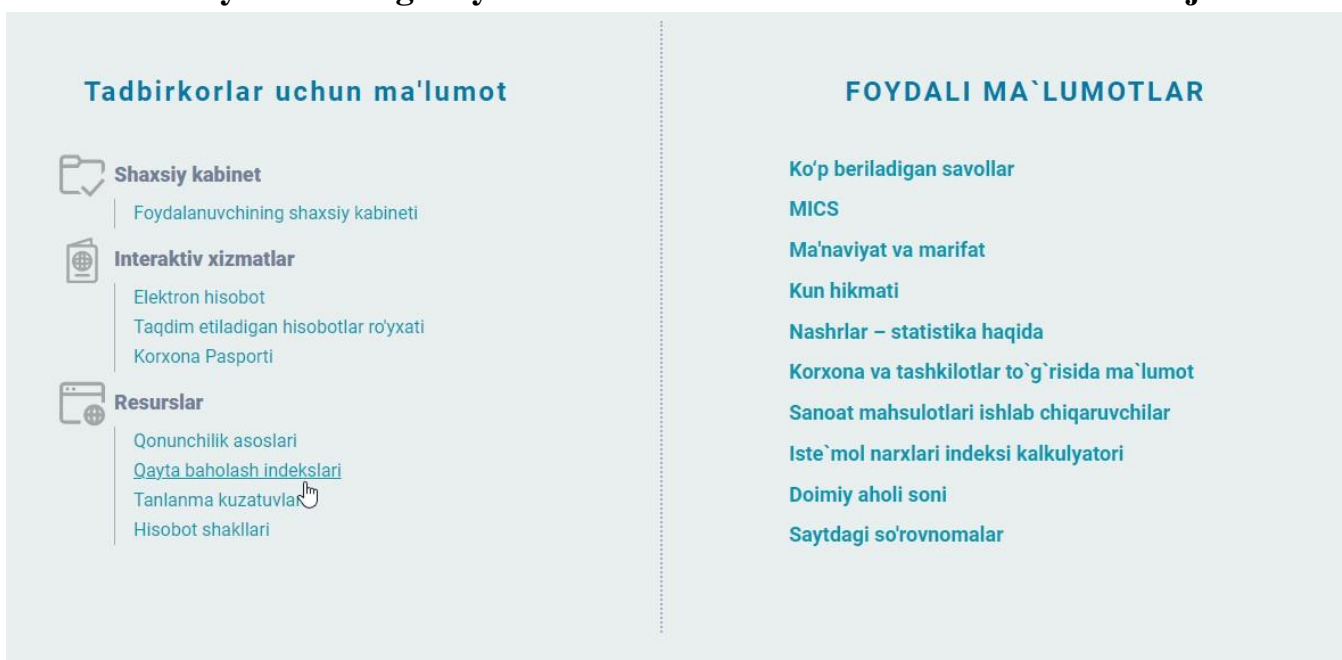 Tadbirkorlar uchun ma'lumot
Shaxsiy kabinet
Foydalanuvchining shaxsiy kabineti
Interaktiv xizmatlar
Elektron hisobot
Taqdim etiladigan hisobotlar ro'yxati
Korxona Pasporti
Resurslar
Qonunchilik asoslari
Qayta baholash indekslari
Tanlanma kuzatuvlar
Hisobot shakllari
FOYDALI MA`LUMOTLAR
Ko‘p beriladigan savollar
MICS
Ma'naviyat va marifat
Kun hikmati
Nashrlar – statistika haqida
Korxona va tashkilotlar to`g`risida ma`lumot
Sanoat mahsulotlari ishlab chiqaruvchilar
Iste`mol narxlari indeksi kalkulyatori
Doimiy aholi soni
Saytdagi so'rovnomalar